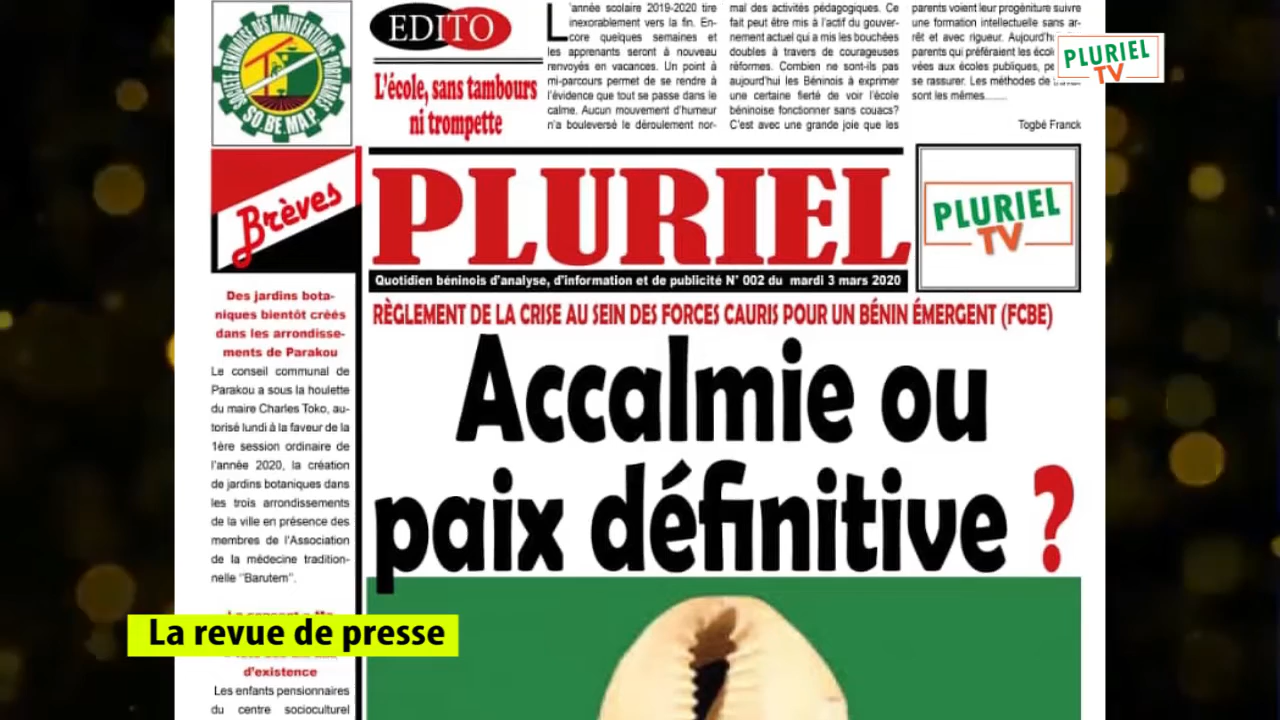 SOCIETE BENINOISE DES MANUTENTIONS PORTUAIRES
SO.BE.MAP
EDITO
L'école, sans tambours
ni trompette
L'année scolaire 2019-2020 tire
inexorablement vers la fin. En-
core quelques semaines et
les apprenants seront à nouveau
renvoyés en vacances. Un point à
mi-parcours permet de se rendre à
l'évidence que tout se passe dans le
calme. Aucun mouvement d'humeur
n'a bouleversé le déroulement nor-
mal des activités pédagogiques. Ce
fait peut être mis à l'actif du gouver-
nement actuel qui a mis les bouchées
doubles à travers de courageuses
réformes. Combien ne sont-ils pas
aujourd'hui les Béninois à exprimer
une certaine fierté de voir l'école
béninoise fonctionner sans couacs?
C'est avec une grande joie que les
parents voient leur progéniture suivre
une formation intellectuelle sans ar-
rêt et avec rigueur.
parents qui préféraient les
vées aux écoles publiques,
se rassurer. Les méthodes de
sont les mêmes.......
Togbé Franck
PLURIEL
TV
Brèves
PLURIEL
Quotidien béninois d'analyse, d'information et de publicité N° 002 du mardi 3 mars 2020
PLURIEL
TV
RÈGLEMENT DE LA CRISE AU SEIN DES FORCES CAURIS POUR UN BÉNIN ÉMERGENT (FCBE)
Accalmie ou
paix définitive ?
Des jardins bota-
niques bientôt créés
dans les arrondisse-
ments de Parakou
Le conseil communal de
Parakou a sous la houlette
du maire Charles Toko, au-
torisé lundi à la faveur de la
1ère session ordinaire de
l'année 2020, la création
de jardins botaniques dans
les trois arrondissements
de la ville en présence des
membres de l'Association
de la médecine tradition-
nelle "Barutem".
La revue de presse
d'existence
Les enfants pensionnaires
du centre socioculturel